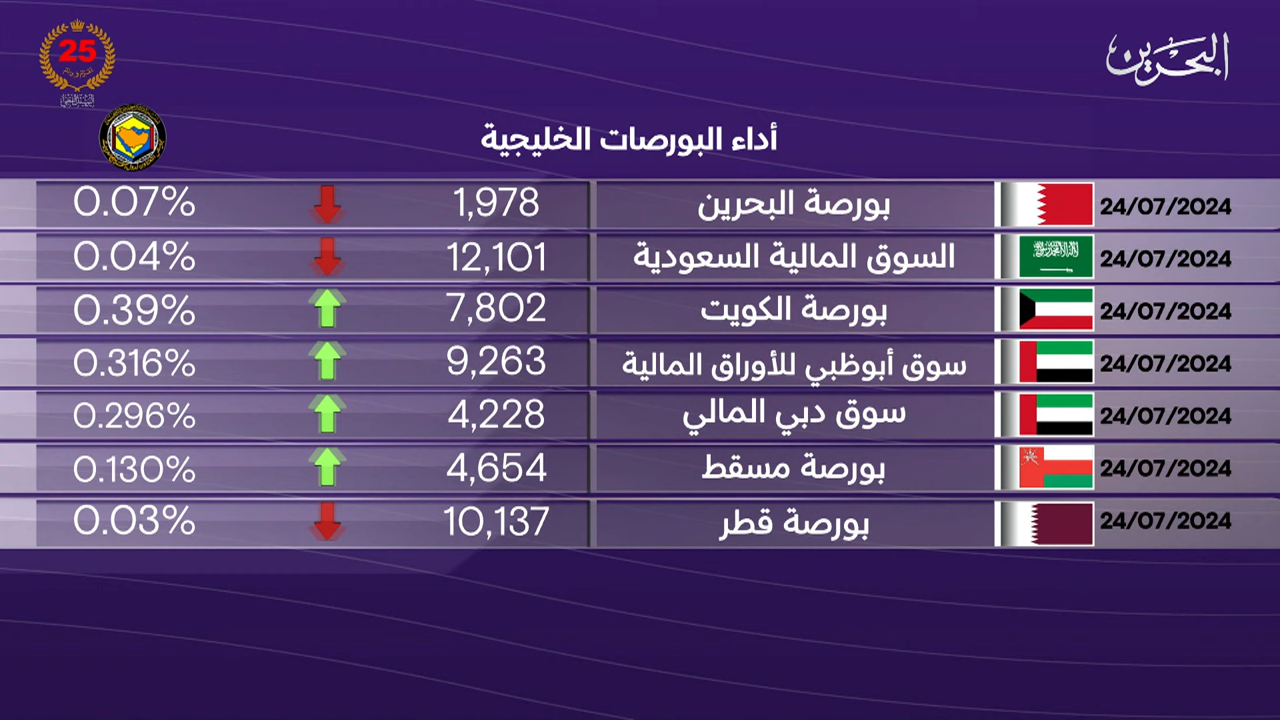 البحرين
25
أداء البورصات الخليجية
24/07/2024 بورصة البحرين 1,978 0.07%
24/07/2024 السوق المالية السعودية 12,101 0.04%
24/07/2024 بورصة الكويت 7,802 0.39%
24/07/2024 سوق أبوظبي للأوراق المالية 9,263 0.316%
24/07/2024 سوق دبي المالي 4,228 0.296%
24/07/2024 بورصة مسقط 4,654 0.130%
24/07/2024 بورصة قطر 10,137 0.03%